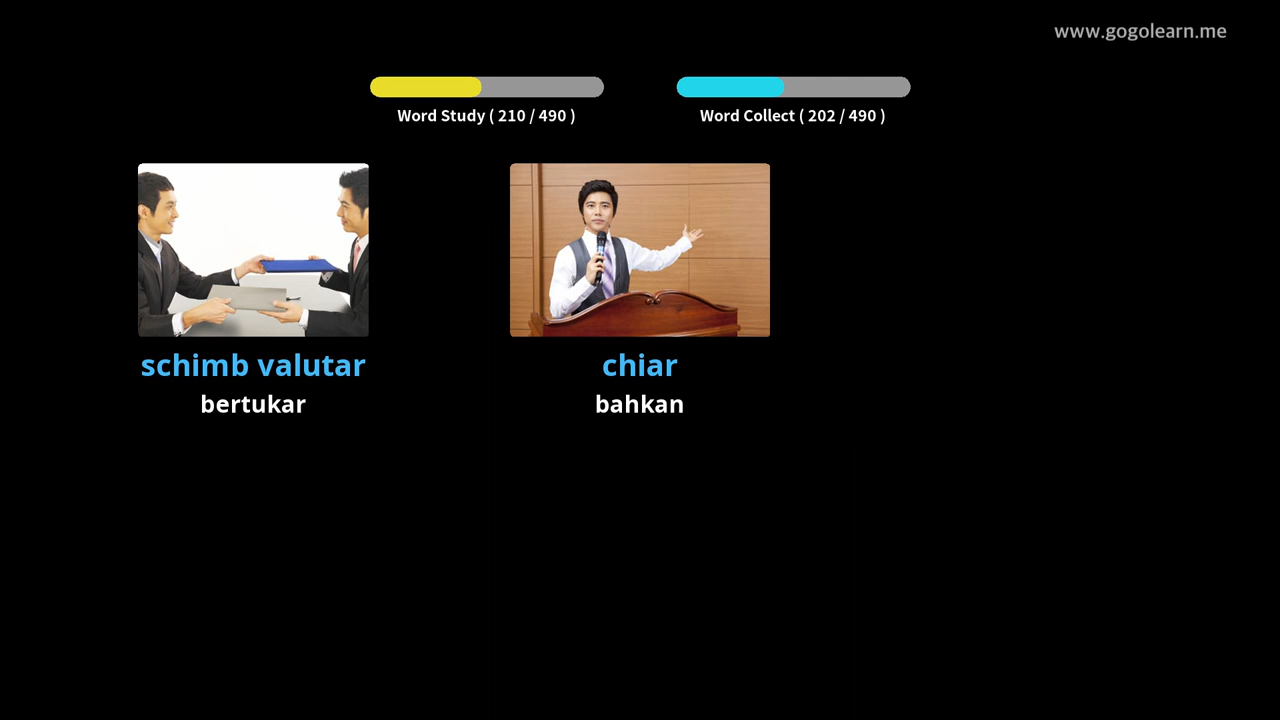 www.gogolearn.me
Word Study ( 210 / 490 )
Word Collect ( 202 / 490 )
schimb valutar
bertukar
chiar
bahkan